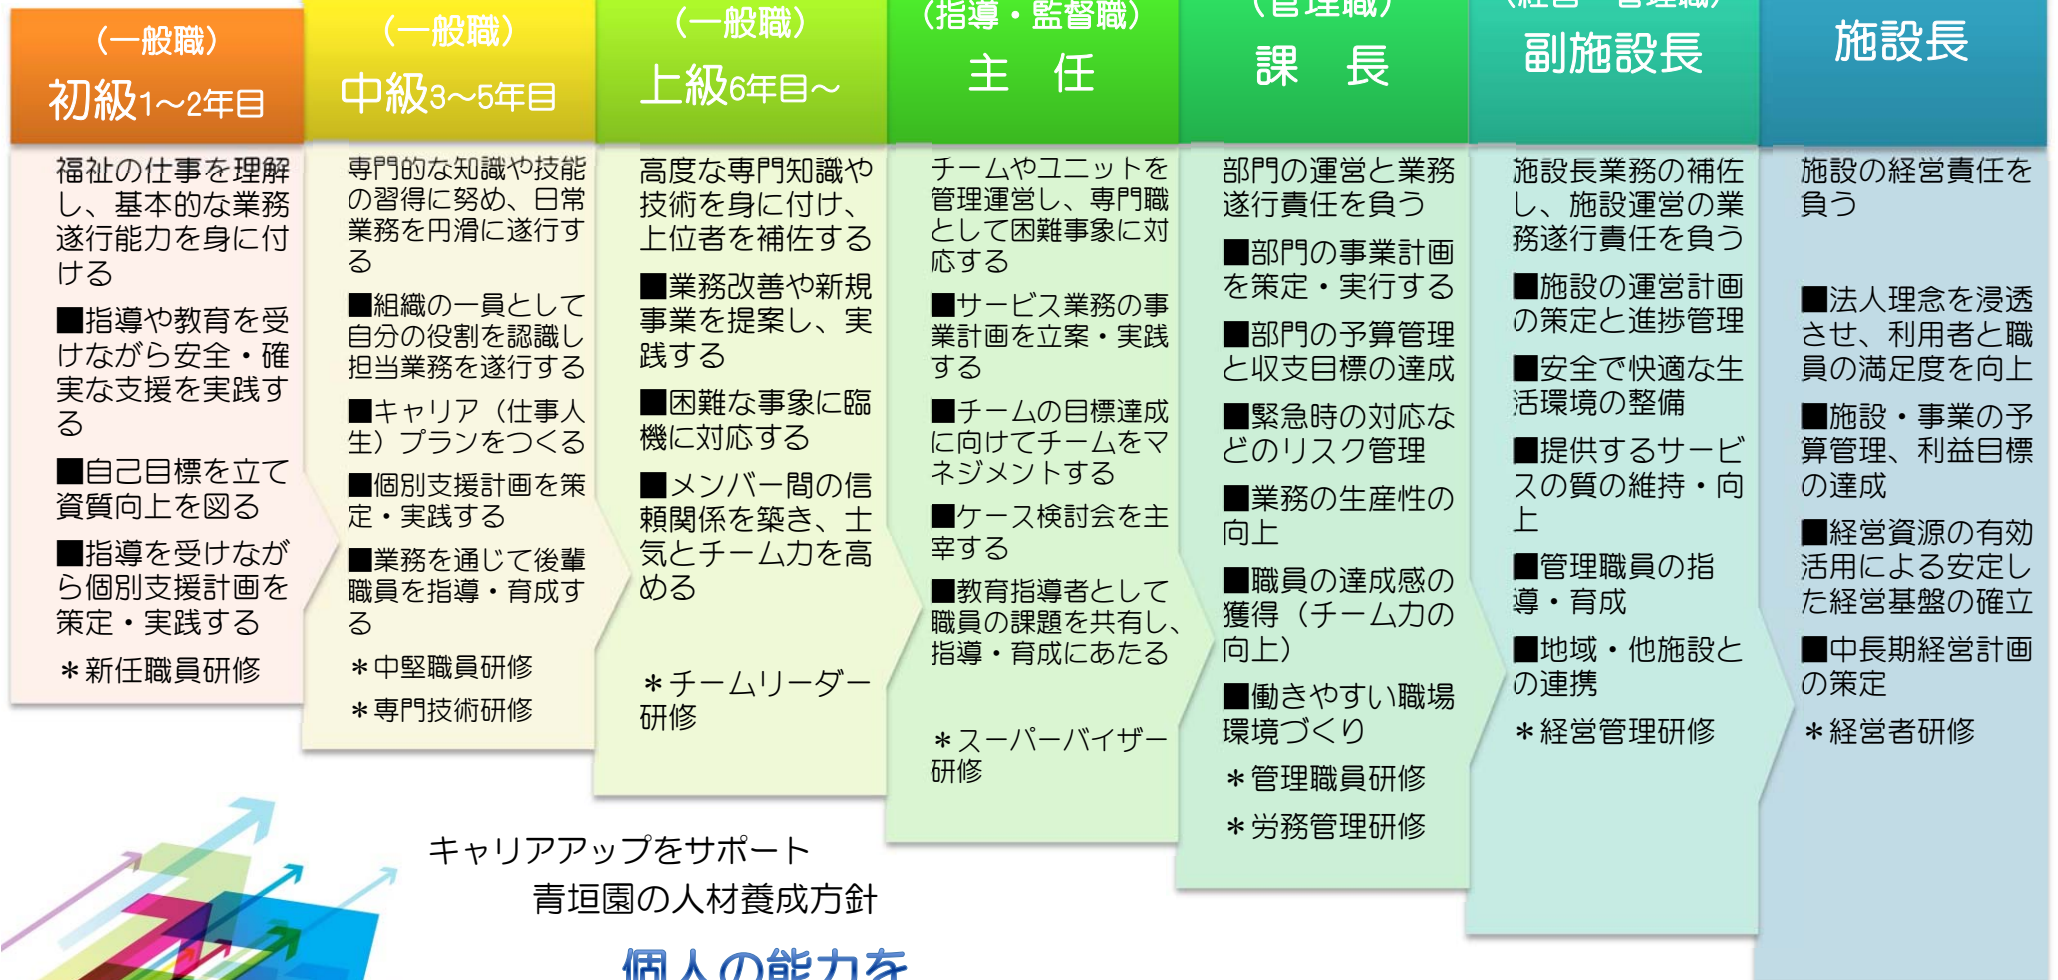 （一般職）
初級1～2年目
福祉の仕事を理解
し、基本的な業務
遂行能力を身に付
ける
■指導や教育を受
けながら安全・確
実な支援を実践す
る
■自己目標を立て
資質向上を図る
■指導を受けなが
ら個別支援計画を
策定・実践する
＊新任職員研修
（一般職）
中級3～5年目
専門的な知識や技能
の習得に努め、日常
業務を円滑に遂行す
る
■組織の一員として
自分の役割を認識し
担当業務を遂行する
■キャリア（仕事人
生）プランをつくる
■個別支援計画を策
定・実践する
■業務を通じて後輩
職員を指導・育成す
る
＊中堅職員研修
＊専門技術研修
（一般職）
上級6年目～
高度な専門知識や
技術を身に付け、
上位者を補佐する
■業務改善や新規
事業を提案し、実
践する
■困難な事象に臨
機に対応する
■メンバー間の信
頼関係を築き、士
気とチーム力を高
める
＊チームリーダー
研修
（指導・監督職）
主　任
チームやユニットを
管理運営し、専門職
として困難事象に対
応する
■サービス業務の事
業計画を立案・実践
する
■チームの目標達成
に向けてチームをマ
ネジメントする
■ケース検討会を主
宰する
■教育指導者として
職員の課題を共有し、
指導・育成にあたる
＊スーパーバイザー
研修
（管理職）
課　長
部門の運営と業務
遂行責任を負う
■部門の事業計画
を策定・実行する
■部門の予算管理
と収支目標の達成
■緊急時の対応な
どのリスク管理
■業務の生産性の
向上
■職員の達成感の
獲得（チーム力の
向上）
■働きやすい職場
環境づくり
＊管理職員研修
＊労務管理研修
（経営・管理職）
副施設長
施設長業務の補佐
し、施設運営の業
務遂行責任を負う
■施設の運営計画
の策定と進捗管理
■安全で快適な生
活環境の整備
■提供するサービ
スの質の維持・向
上
■管理職員の指
導・育成
■地域・他施設と
の連携
＊経営管理研修
施設長
施設の経営責任を
負う
■法人理念を浸透
させ、利用者と職
員の満足度を向上
■施設・事業の予
算管理、利益目標
の達成
■経営資源の有効
活用による安定し
た経営基盤の確立
■中長期経営計画
の策定
＊経営者研修
キャリアアップをサポート
青垣園の人材養成方針
個人の能力を